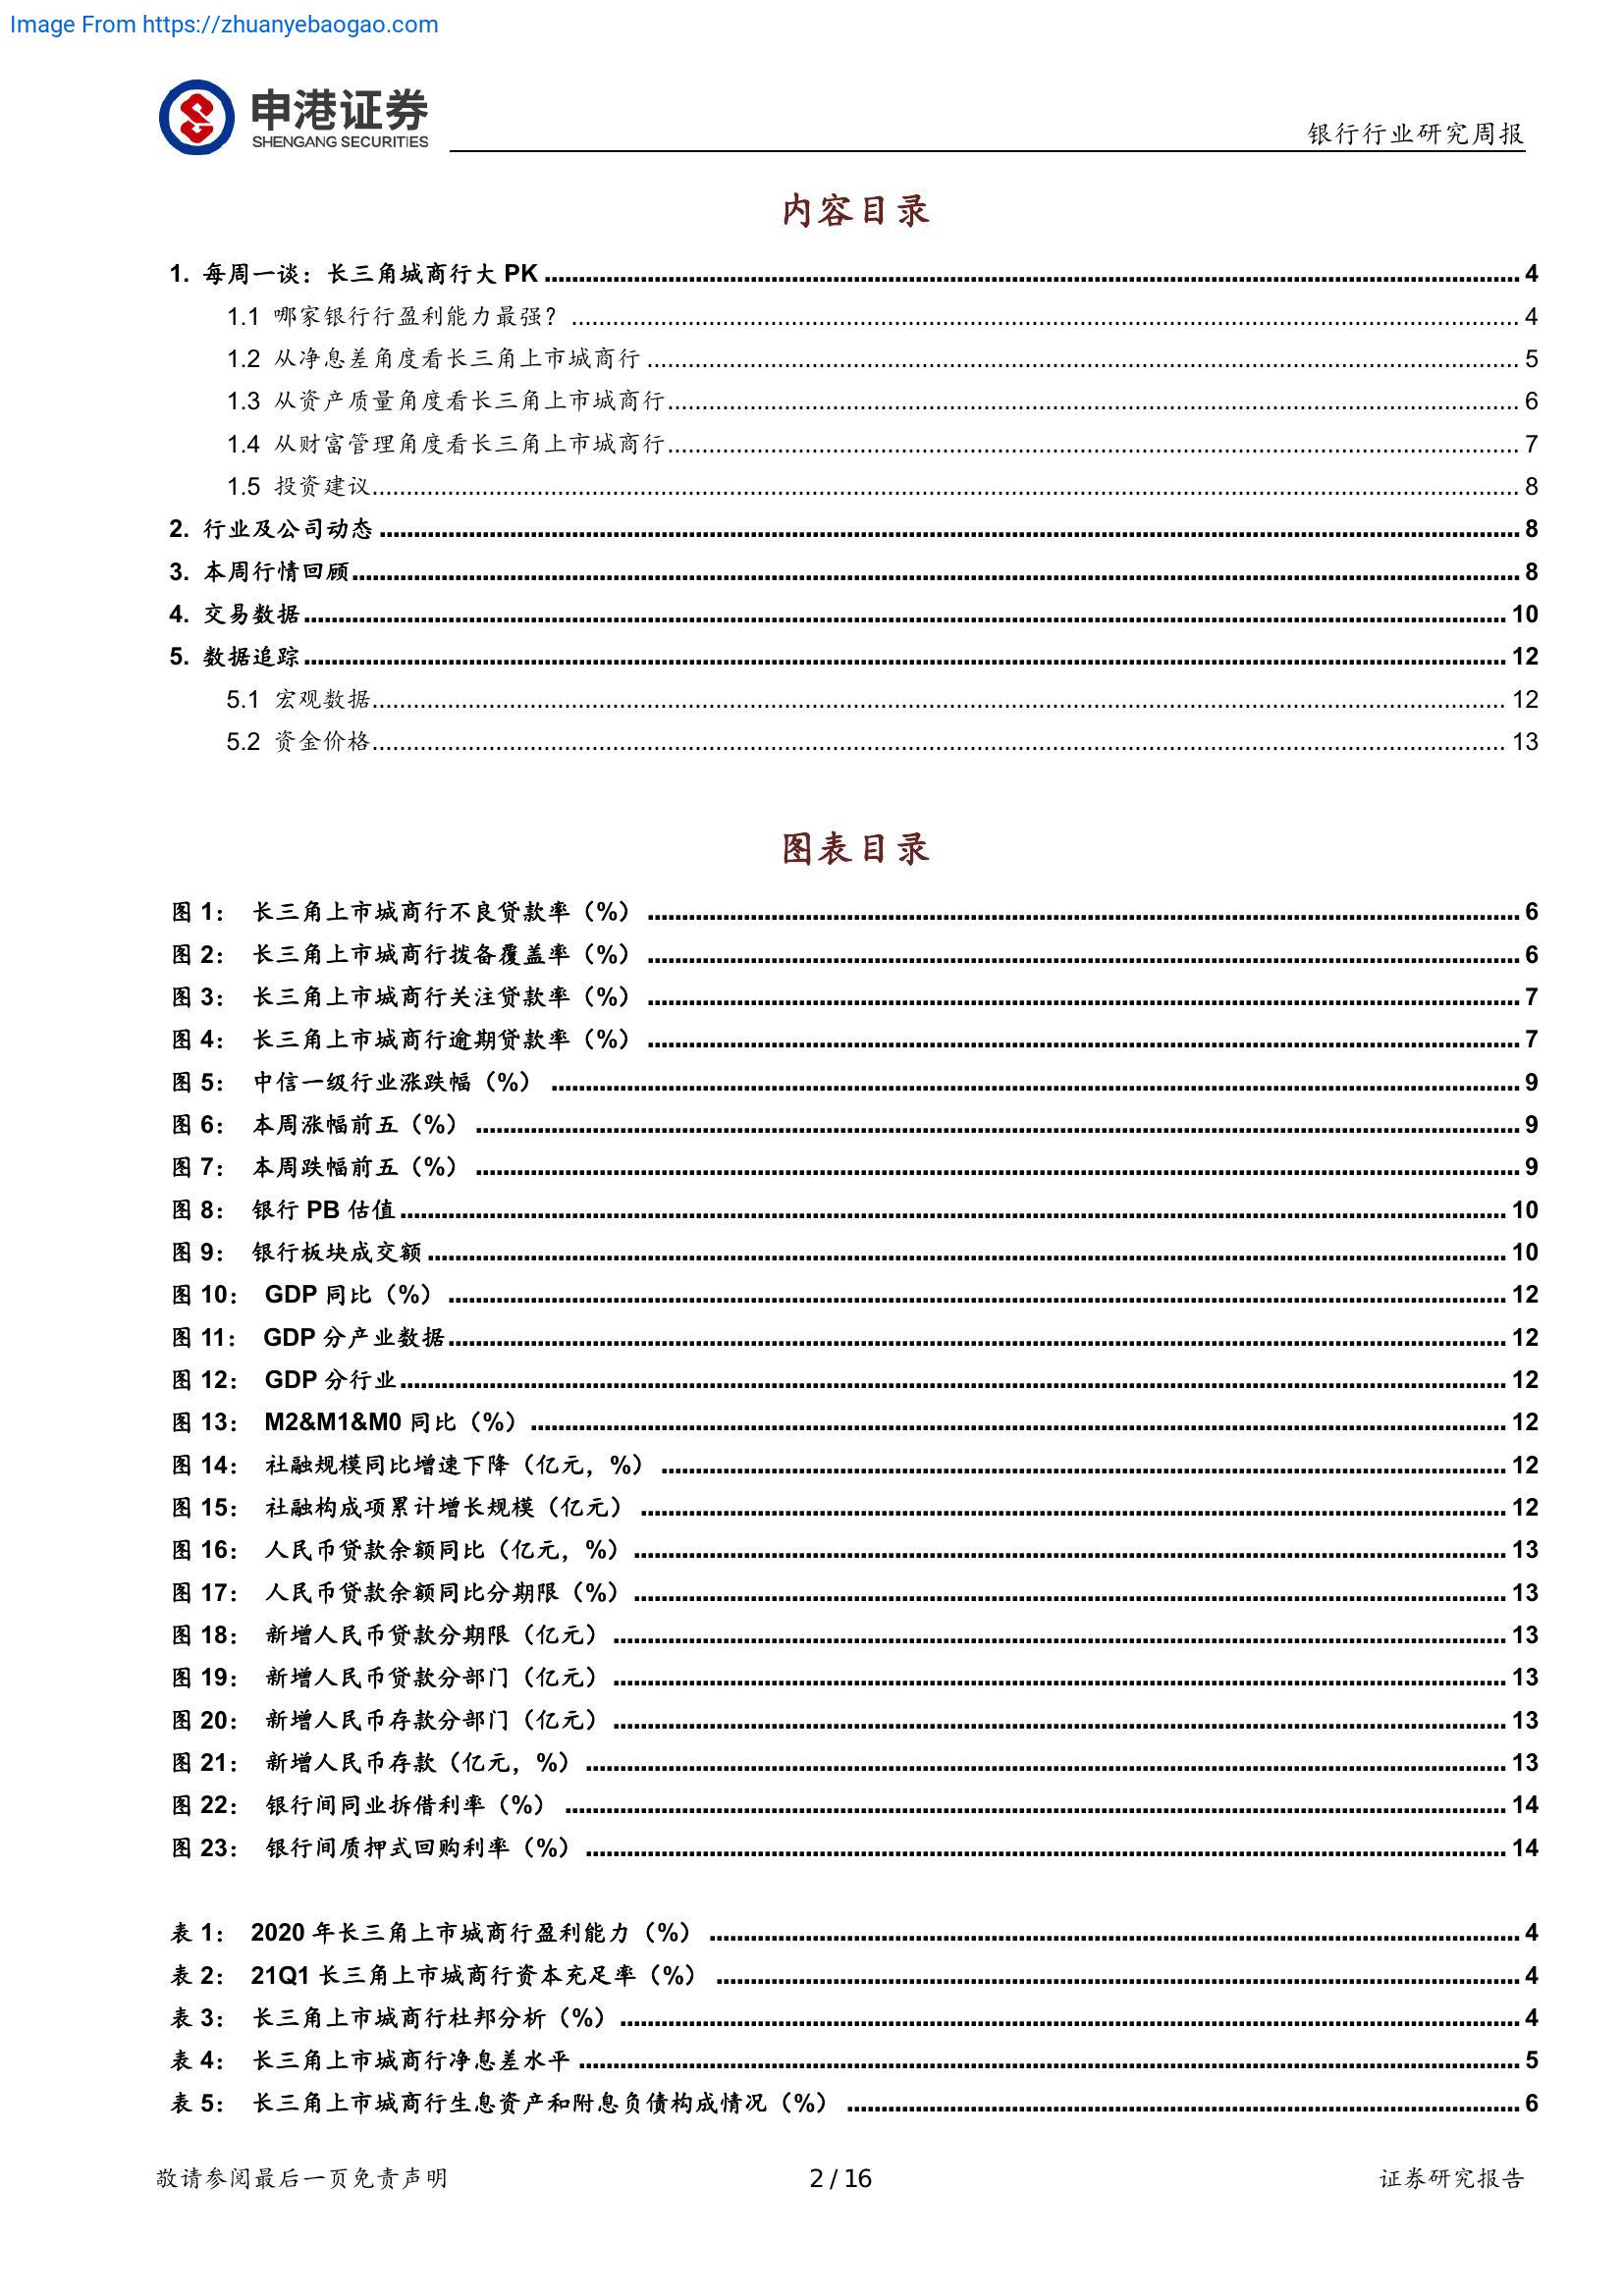 Image From https://zhuanyebaogao.com
申港证券
SHENGANG SECURITIES
银行行业研究周报
内容目录
1. 每周一谈：长三角城商行大 PK 4
1.1 哪家银行行盈利能力最强？ 4
1.2 从净息差角度看长三角上市城商行 5
1.3 从资产质量角度看长三角上市城商行 6
1.4 从财富管理角度看长三角上市城商行 7
1.5 投资建议 8
2. 行业及公司动态 8
3. 本周行情回顾 8
4. 交易数据 10
5. 数据追踪 12
5.1 宏观数据 12
5.2 资金价格 13
图表目录
图 1： 长三角上市城商行不良贷款率（%） 6
图 2： 长三角上市城商行拨备覆盖率（%） 6
图 3： 长三角上市城商行关注贷款率（%） 7
图 4： 长三角上市城商行逾期贷款率（%） 7
图 5： 中信一级行业涨跌幅（%） 9
图 6： 本周涨幅前五（%） 9
图 7： 本周跌幅前五（%） 9
图 8： 银行 PB 估值 10
图 9： 银行板块成交额 10
图 10： GDP 同比（%） 12
图 11： GDP 分产业数据 12
图 12： GDP 分行业 12
图 13： M2&M1&M0 同比（%） 12
图 14： 社融规模同比增速下降（亿元，%） 12
图 15： 社融构成项累计增长规模（亿元） 12
图 16： 人民币贷款余额同比（亿元，%） 13
图 17： 人民币贷款余额同比分期限（%） 13
图 18： 新增人民币贷款分期限（亿元） 13
图 19： 新增人民币贷款分部门（亿元） 13
图 20： 新增人民币存款分部门（亿元） 13
图 21： 新增人民币存款（亿元，%） 13
图 22： 银行间同业拆借利率（%） 14
图 23： 银行间质押式回购利率（%） 14
表 1： 2020 年长三角上市城商行盈利能力（%） 4
表 2： 21Q1 长三角上市城商行资本充足率（%） 4
表 3： 长三角上市城商行杜邦分析（%） 4
表 4： 长三角上市城商行净息差水平 5
表 5： 长三角上市城商行生息资产和附息负债构成情况（%） 6
敬请参阅最后一页免责声明
2 / 16
证券研究报告